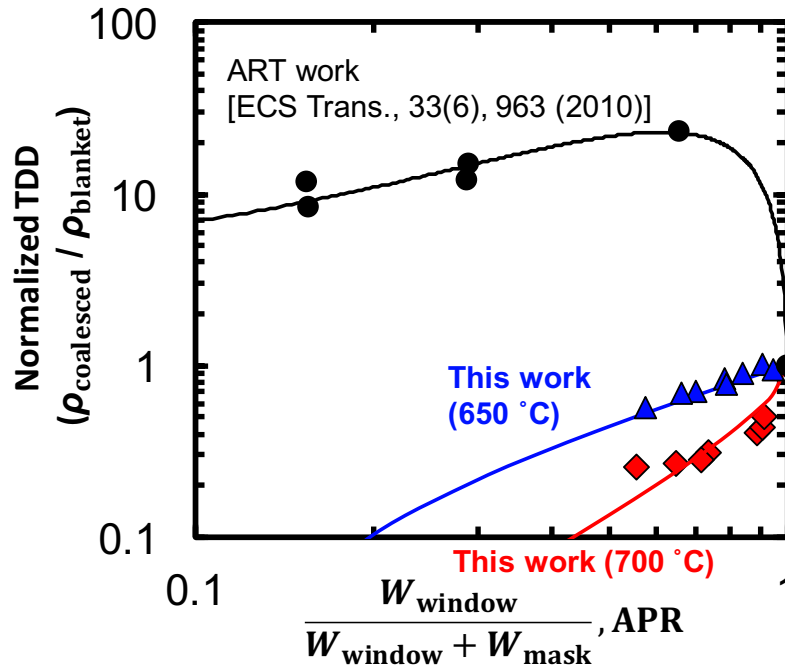 100
ART work
[ECS Trans., 33(6), 963 (2010)]
10
Normalized TDD
(ρcoalesced / ρblanket)
1
This work
(650 ˚C)
0.1
This work (700 ˚C)
0.1
1
Wwindow
Wwindow + Wmask
, APR